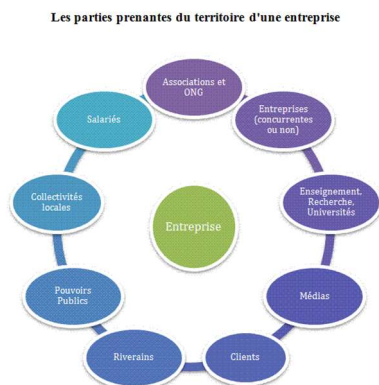 Les parties prenantes du territoire d'une entreprise
Associations et
ONG
Entreprises
(concurrentes
ou non)
Enseignement,
Recherche,
Universités
Médias
Clients
Riverains
Pouvoirs
Publics
Collectivités
locales
Salariés
Entreprise